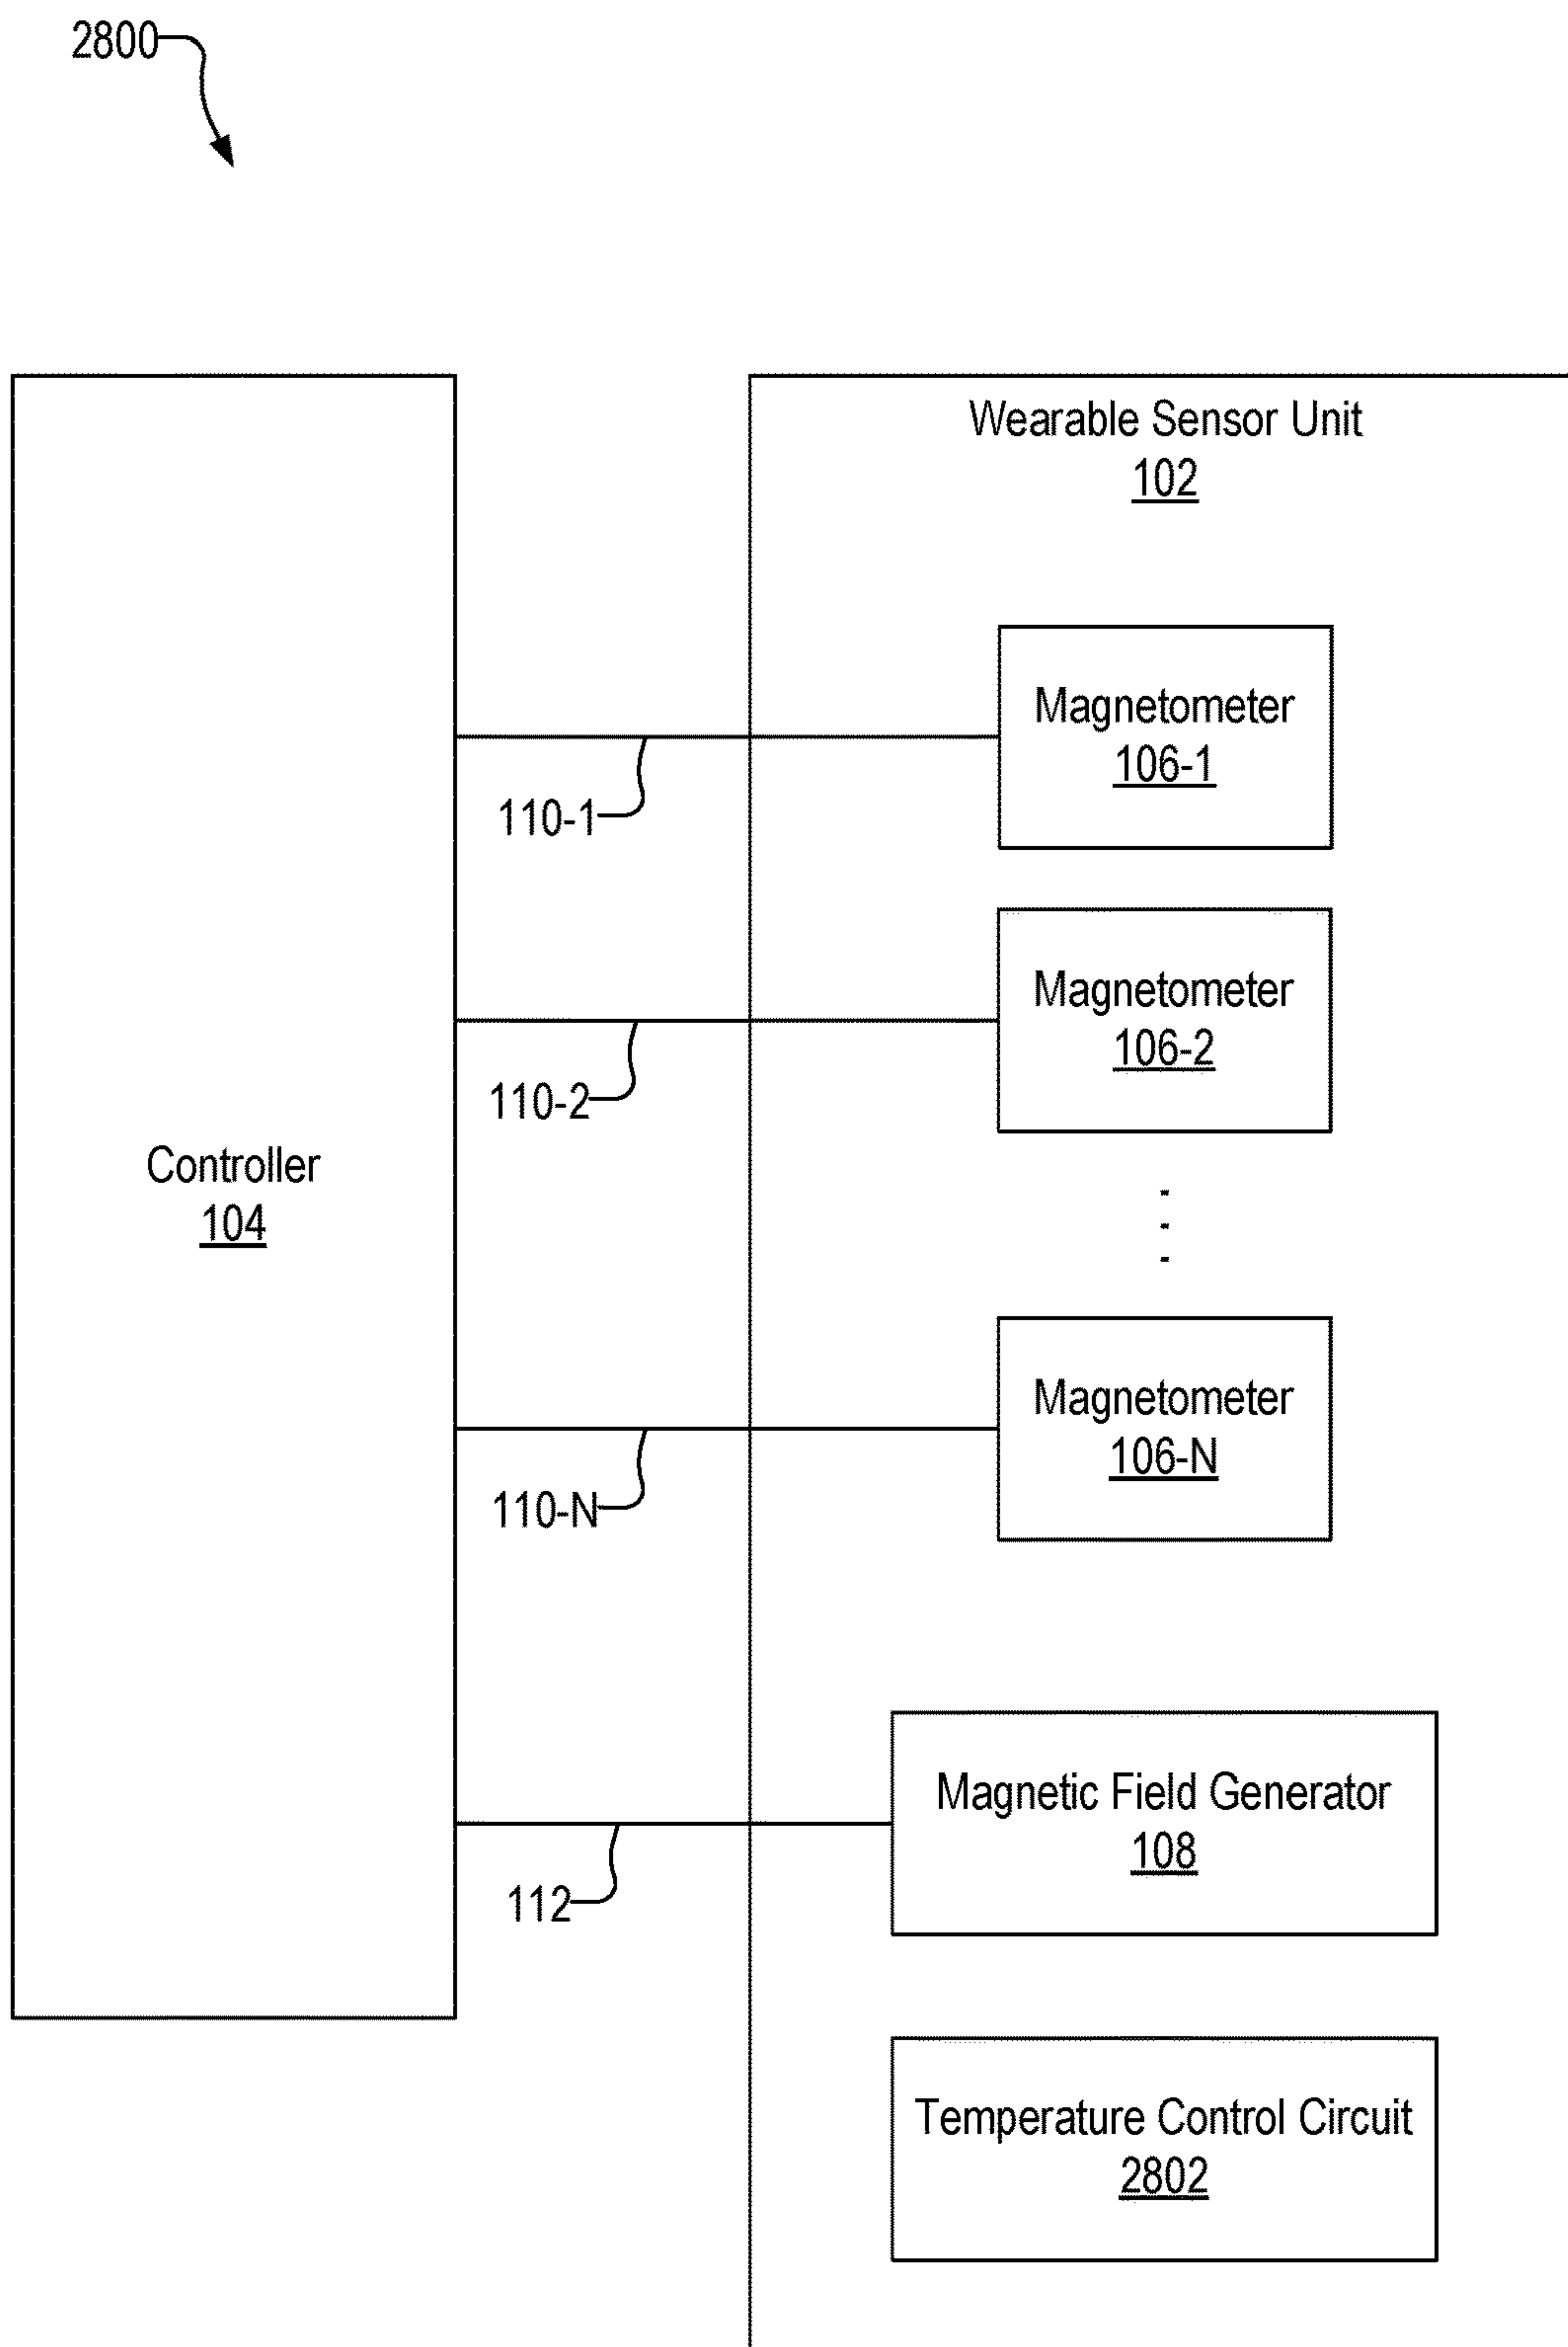 2800
Wearable Sensor Unit
102
Magnetometer
106-1
110-1
Magnetometer
106-2
110-2
Controller
104
Magnetometer
106-N
110-N
Magnetic Field Generator
108
112
Temperature Control Circuit
2802